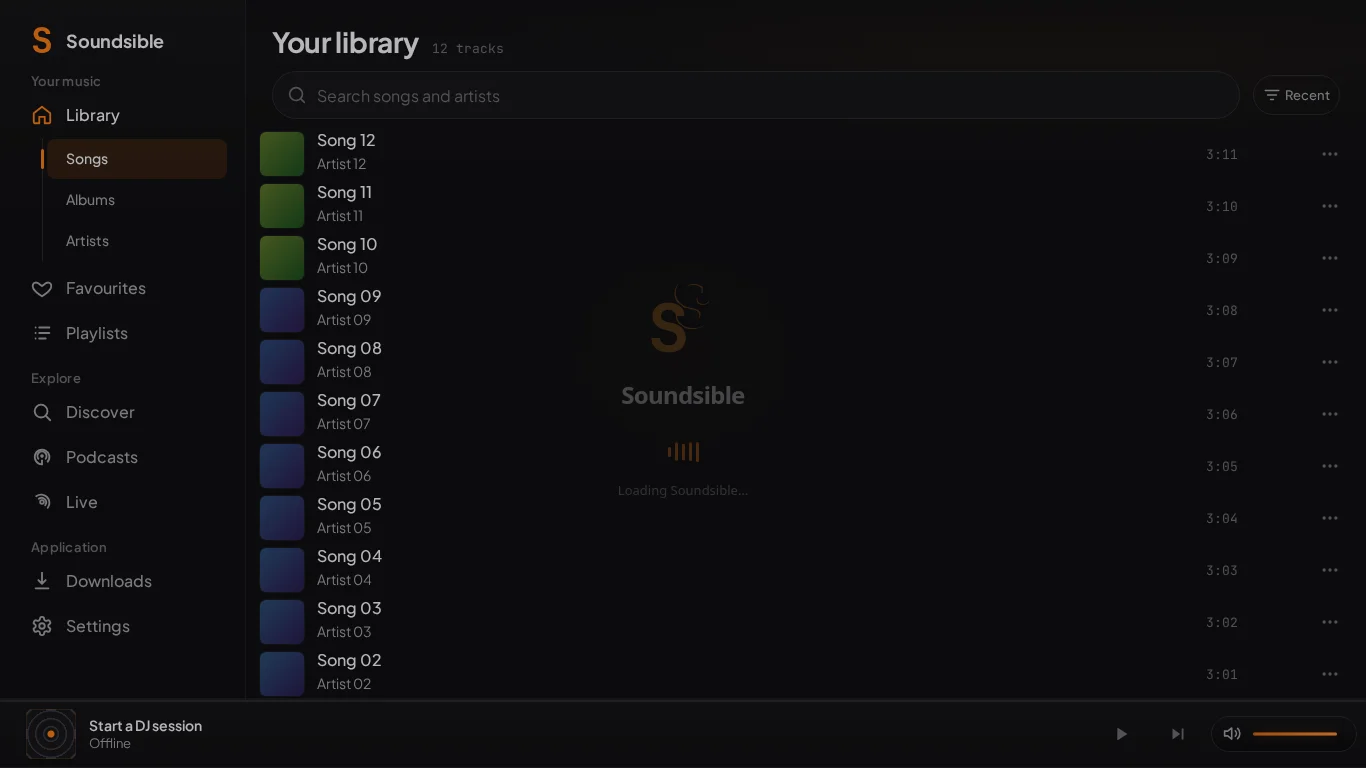 Soundsible
Your music
Library
Songs
Albums
Artists
Favourites
Playlists
Explore
Discover
Podcasts
Live
Application
Downloads
Settings
Your library 12 tracks
Search songs and artists
Recent
Song 12
Artist 12
3:11
Song 11
Artist 11
3:10
Song 10
Artist 10
3:09
Song 09
Artist 09
3:08
Song 08
Artist 08
3:07
Song 07
Artist 07
3:06
Song 06
Artist 06
3:05
Song 05
Artist 05
3:04
Song 04
Artist 04
3:03
Song 03
Artist 03
3:02
Song 02
Artist 02
3:01
Soundsible
Loading Soundsible...
Start a DJ session
Offline